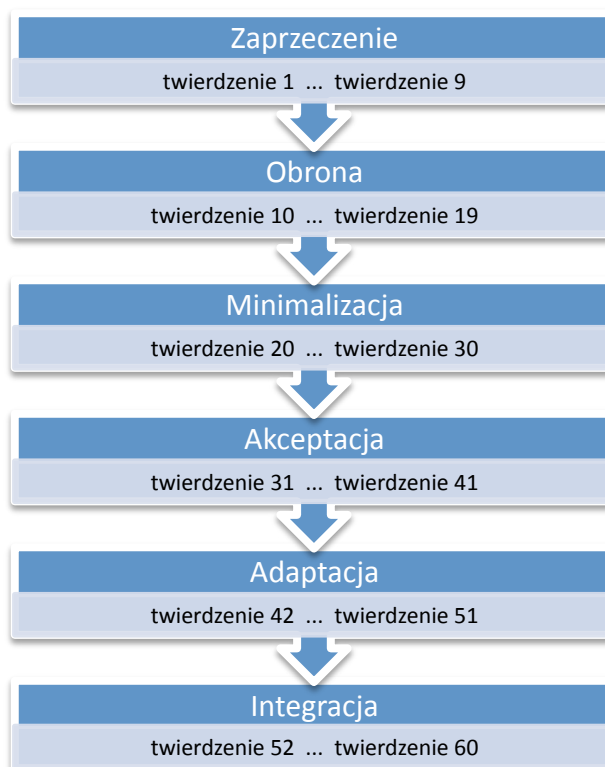 Zaprzeczenie
twierdzenie 1 ... twierdzenie 9
Obrona
twierdzenie 10 ... twierdzenie 19
Minimalizacja
twierdzenie 20 ... twierdzenie 30
Akceptacja
twierdzenie 31 ... twierdzenie 41
Adaptacja
twierdzenie 42 ... twierdzenie 51
Integracja
twierdzenie 52 ... twierdzenie 60